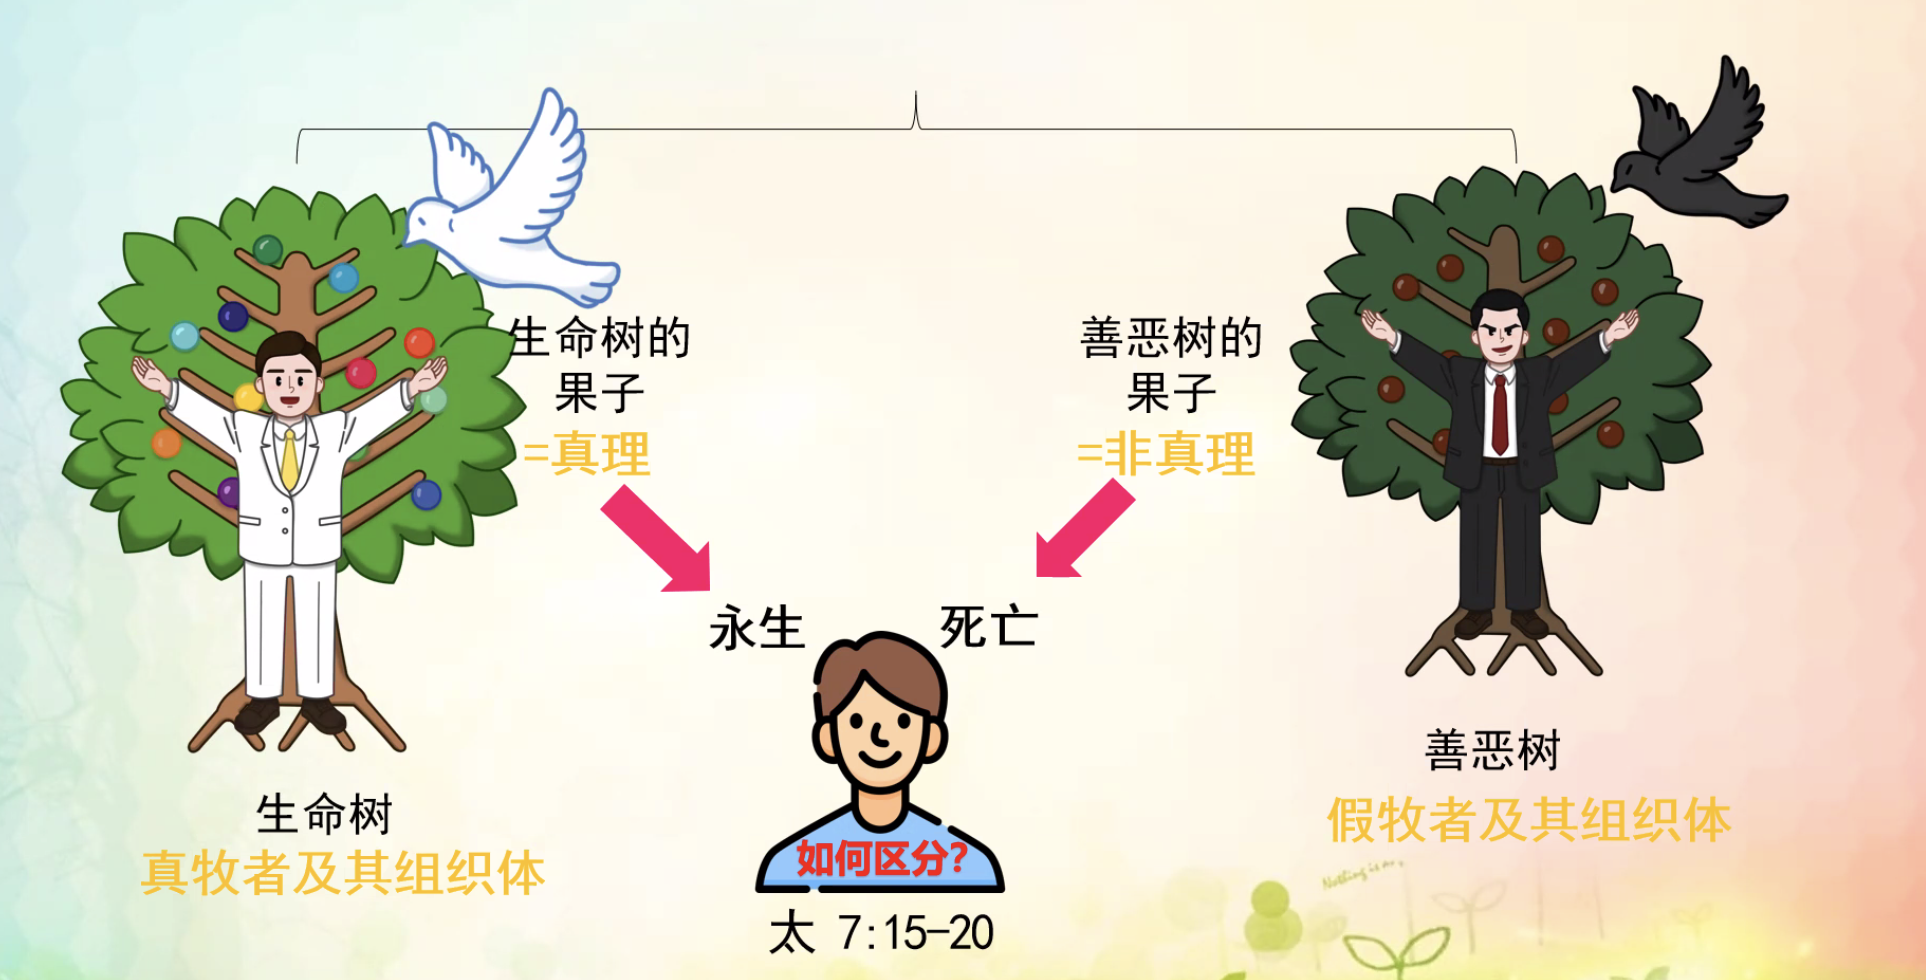 生命树的
果子
=真理
善恶树的
果子
=非真理
永生
死亡
生命树
真牧者及其组织体
善恶树
假牧者及其组织体
如何区分?
太 7:15-20